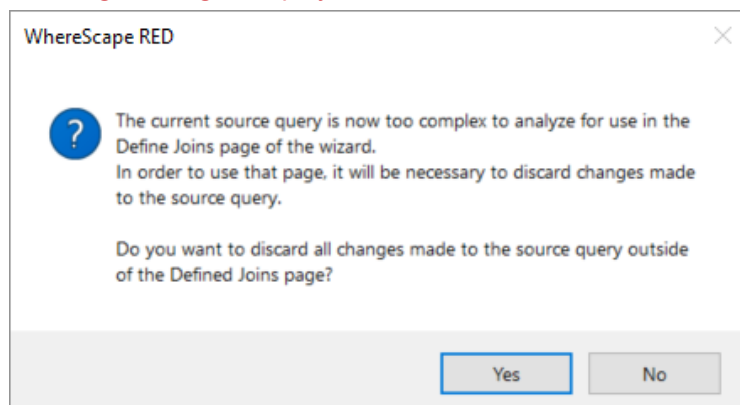 WhereScape RED
The current source query is now too complex to analyze for use in the
Define Joins page of the wizard.
In order to use that page, it will be necessary to discard changes made
to the source query.
Do you want to discard all changes made to the source query outside
of the Defined Joins page?
Yes
No